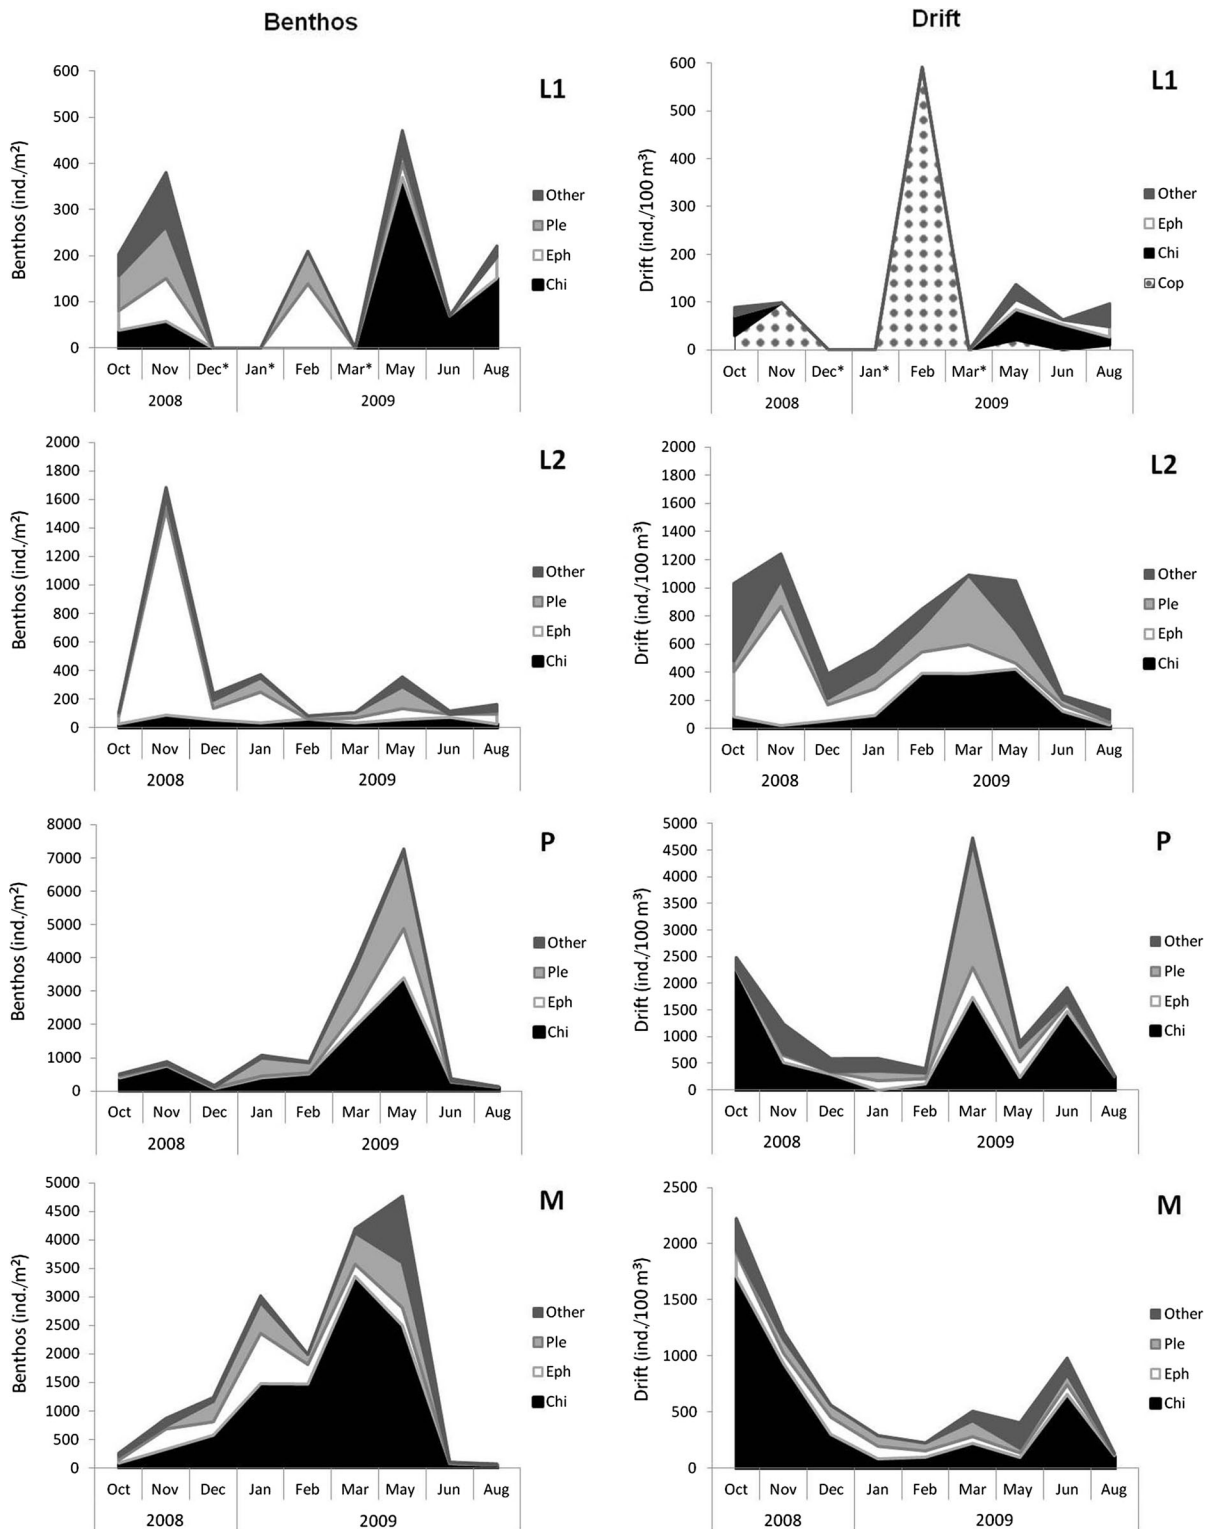 Benthos
Drift
L1
Benthos (ind./m²)
600
500
400
300
200
100
0
Other
Ple
Eph
Chi
Oct Nov Dec* Jan* Feb Mar* May Jun Aug
2008 2009
L1
Drift (ind./100 m³)
600
500
400
300
200
100
0
Other
Eph
Chi
Cop
Oct Nov Dec* Jan* Feb Mar* May Jun Aug
2008 2009
L2
Benthos (ind./m²)
2000
1800
1600
1400
1200
1000
800
600
400
200
0
Other
Ple
Eph
Chi
Oct Nov Dec Jan Feb Mar May Jun Aug
2008 2009
L2
Drift (ind./100 m³)
2000
1800
1600
1400
1200
1000
800
600
400
200
0
Other
Ple
Eph
Chi
Oct Nov Dec Jan Feb Mar May Jun Aug
2008 2009
P
Benthos (ind./m²)
8000
7000
6000
5000
4000
3000
2000
1000
0
Other
Ple
Eph
Chi
Oct Nov Dec Jan Feb Mar May Jun Aug
2008 2009
P
Drift (ind./100 m³)
5000
4500
4000
3500
3000
2500
2000
1500
1000
500
0
Other
Ple
Eph
Chi
Oct Nov Dec Jan Feb Mar May Jun Aug
2008 2009
M
Benthos (ind./m²)
5000
4500
4000
3500
3000
2500
2000
1500
1000
500
0
Other
Ple
Eph
Chi
Oct Nov Dec Jan Feb Mar May Jun Aug
2008 2009
M
Drift (ind./100 m³)
2500
2000
1500
1000
500
0
Other
Ple
Eph
Chi
Oct Nov Dec Jan Feb Mar May Jun Aug
2008 2009